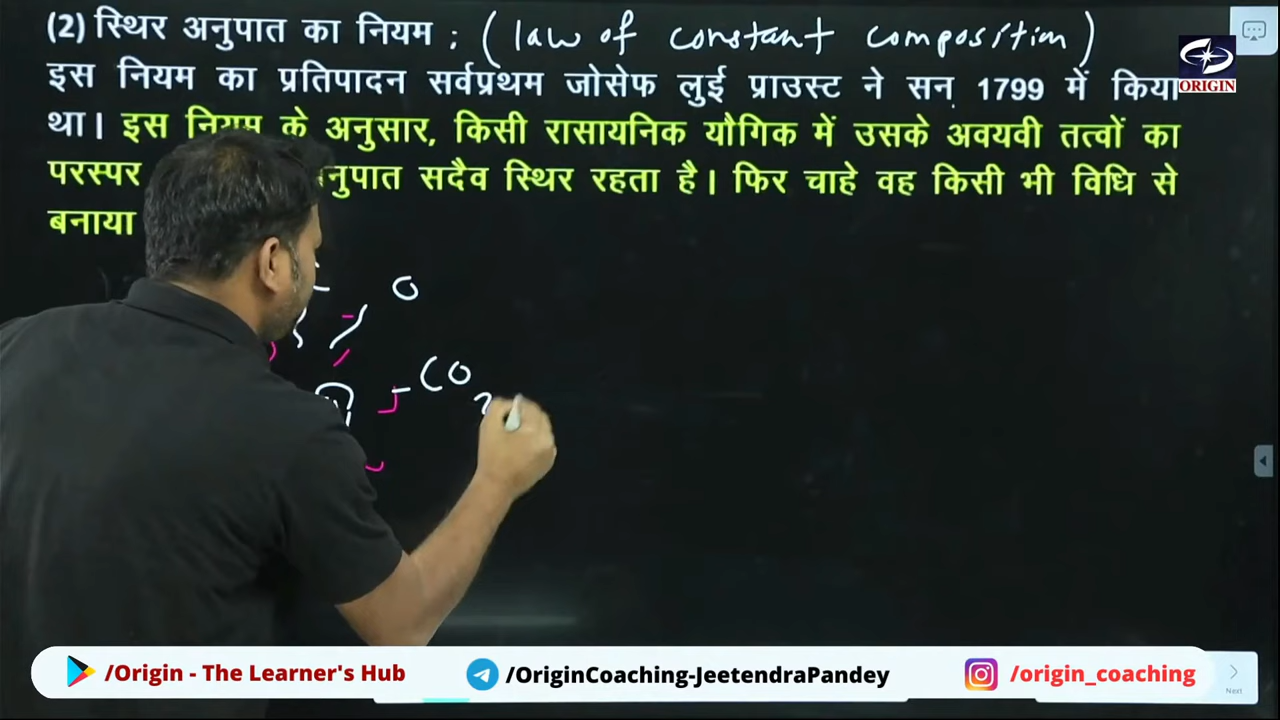 (2) स्थिर अनुपात का नियम ; (law of constant composition)
इस नियम का प्रतिपादन सर्वप्रथम जोसेफ लुई प्राउस्ट ने सन् 1799 में किया
था। इस नियम के अनुसार, किसी रासायनिक यौगिक में उसके अवयवी तत्वों का
परस्पर नुपात सदैव स्थिर रहता है। फिर चाहे वह किसी भी विधि से
बनाया
ORIGIN
O
CO2
/Origin - The Learner's Hub
/OriginCoaching-JeetendraPandey
/origin_coaching
Next